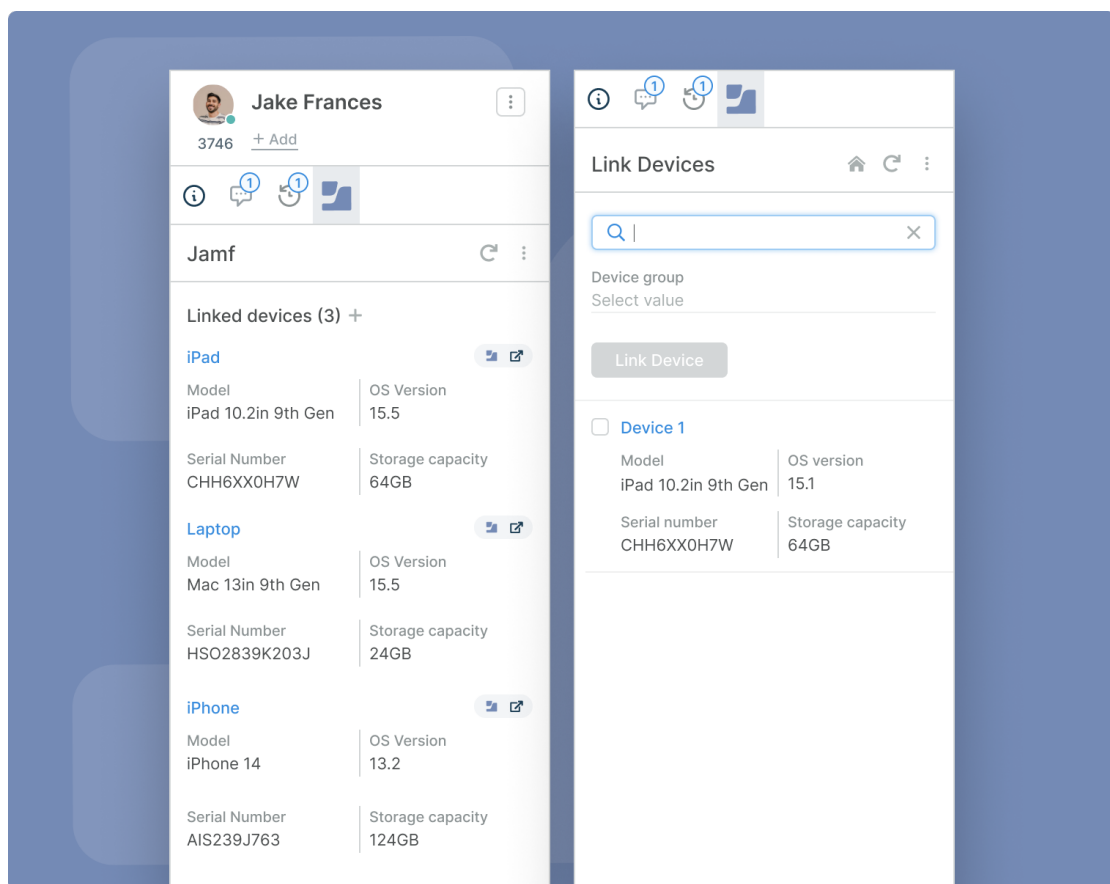 Jake Frances
3746
+ Add
1
1
Jamf
Linked devices (3) +
iPad
Model
iPad 10.2in 9th Gen
OS Version
15.5
Serial Number
CHH6XX0H7W
Storage capacity
64GB
Laptop
Model
Mac 13in 9th Gen
OS Version
15.5
Serial Number
HSO2839K203J
Storage capacity
24GB
iPhone
Model
iPhone 14
OS Version
13.2
Serial Number
AIS239J763
Storage capacity
124GB
1
1
Link Devices
Device group
Select value
Link Device
Device 1
Model
iPad 10.2in 9th Gen
OS version
15.1
Serial number
CHH6XX0H7W
Storage capacity
64GB